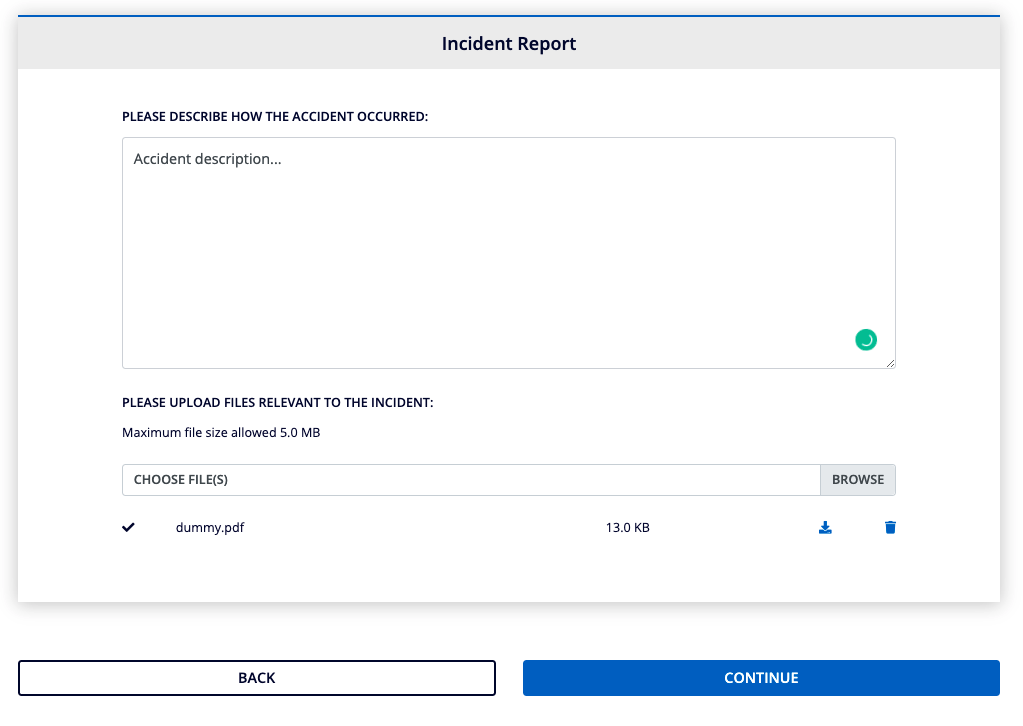 Incident Report
PLEASE DESCRIBE HOW THE ACCIDENT OCCURRED:
Accident description...
PLEASE UPLOAD FILES RELEVANT TO THE INCIDENT:
Maximum file size allowed 5.0 MB
CHOOSE FILE(S) BROWSE
dummy.pdf 13.0 KB
BACK CONTINUE